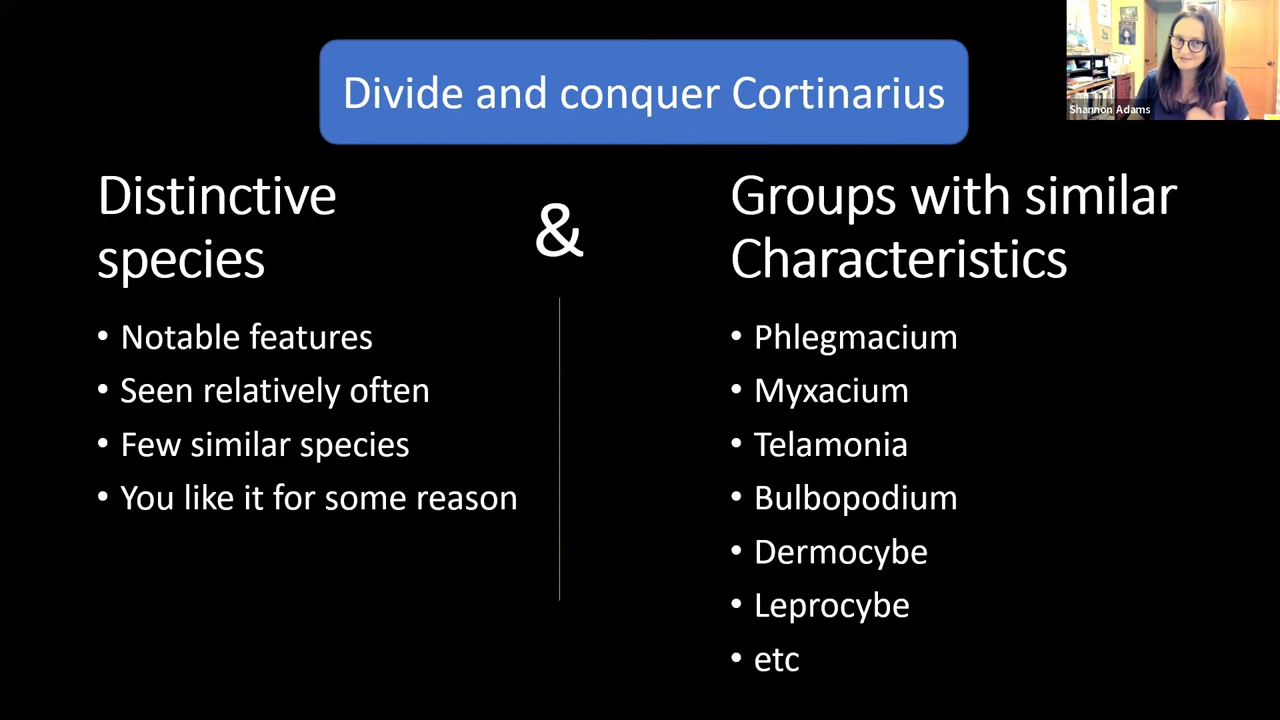 Divide and conquer Cortinarius
Shannon Adams
Distinctive
species
&
Groups with similar
Characteristics
• Notable features
• Seen relatively often
• Few similar species
• You like it for some reason
• Phlegmacium
• Myxacium
• Telamonia
• Bulbopodium
• Dermocybe
• Leprocybe
• etc